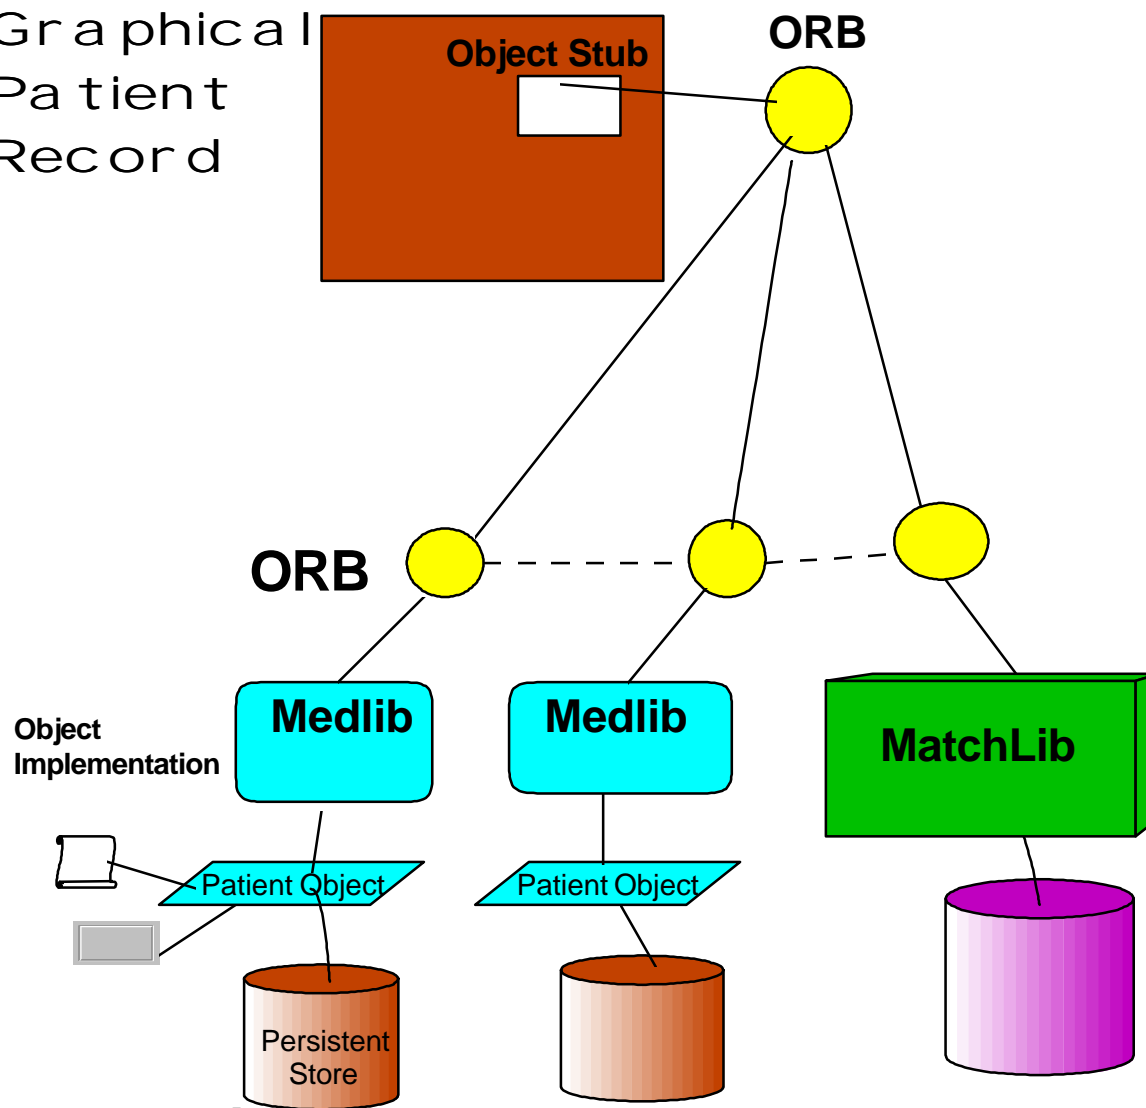 Graphical
Patient
Record
Object Stub
ORB
ORB
Medlib
Medlib
MatchLib
Object
Implementation
Patient Object
Patient Object
Persistent
Store